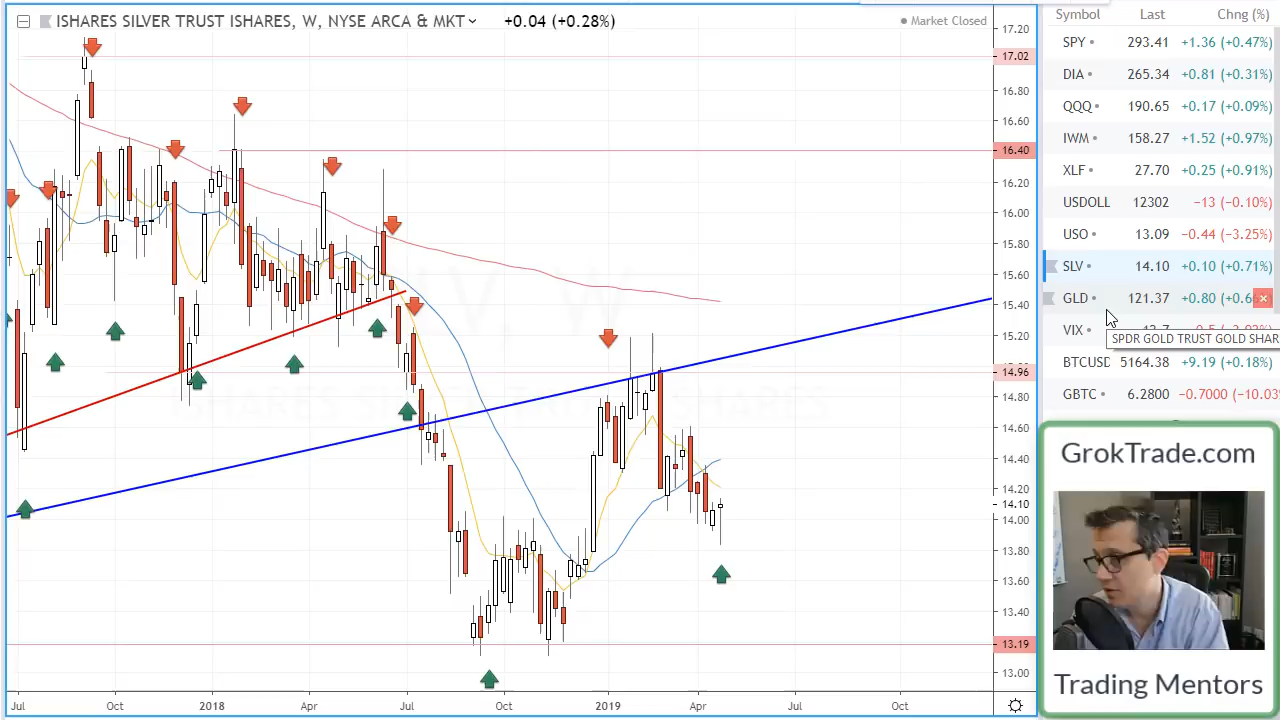 ISHARES SILVER TRUST ISHARES, W, NYSE ARCA & MKT +0.04 (+0.28%)
Market Closed
17.20
17.02
16.80
16.60
16.40
16.20
16.00
15.80
15.60
15.40
15.20
14.96
14.80
14.60
14.40
14.20
14.10
14.00
13.80
13.60
13.40
13.19
13.00
Jul Oct 2018 Apr Jul Oct 2019 Apr Jul Oct
Symbol Last Chng (%)
SPY 293.41 +1.36 (+0.47%)
DIA 265.34 +0.81 (+0.31%)
QQQ 190.65 +0.17 (+0.09%)
IWM 158.27 +1.52 (+0.97%)
XLF 27.70 +0.25 (+0.91%)
USDOLL 12302 −13 (−0.10%)
USO 13.09 −0.44 (−3.25%)
SLV 14.10 +0.10 (+0.71%)
GLD 121.37 +0.80 (+0.6
VIX
SPDR GOLD TRUST GOLD SHAR
BTCUSD 5164.38 +9.19 (+0.18%)
GBTC 6.2800 −0.7000 (−10.03%
GrokTrade.com
Trading Mentors